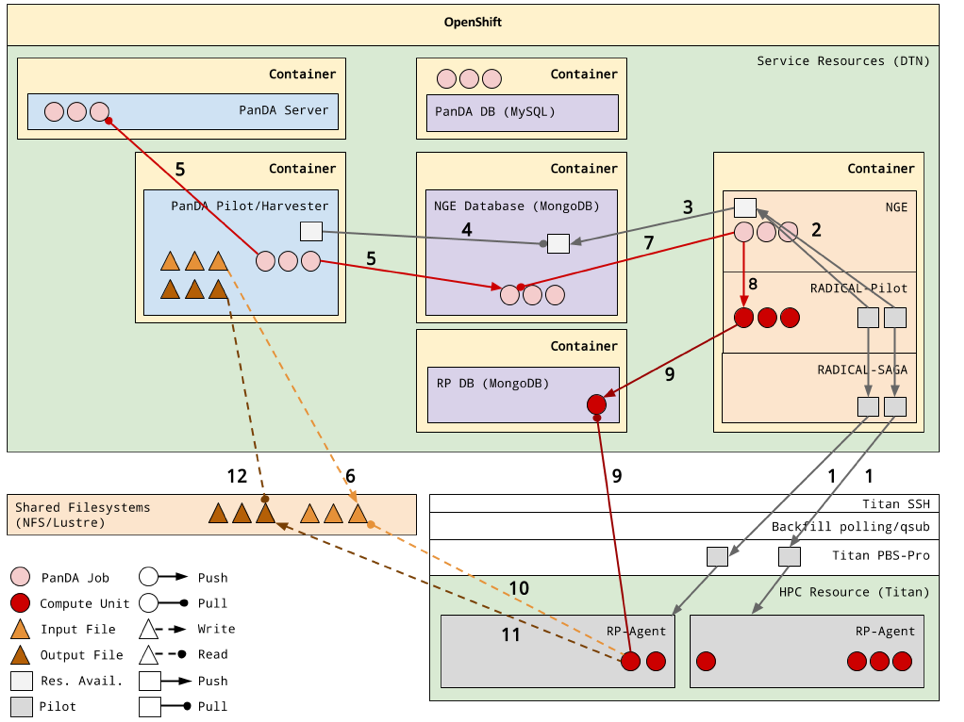 OpenShift
Service Resources (DTN)
Container
PanDA Server
Container
PanDA DB (MySQL)
5
Container
PanDA Pilot/Harvester
Container
NGE Database (MongoDB)
Container
NGE
3
2
4
5
7
8
RADICAL-Pilot
Container
RP DB (MongoDB)
9
RADICAL-SAGA
12
6
9
1
1
Shared Filesystems
(NFS/Lustre)
Titan SSH
Backfill polling/qsub
Titan PBS-Pro
HPC Resource (Titan)
10
11
RP-Agent
RP-Agent
PanDA Job
Push
Compute Unit
Pull
Input File
Write
Output File
Read
Res. Avail.
Push
Pilot
Pull